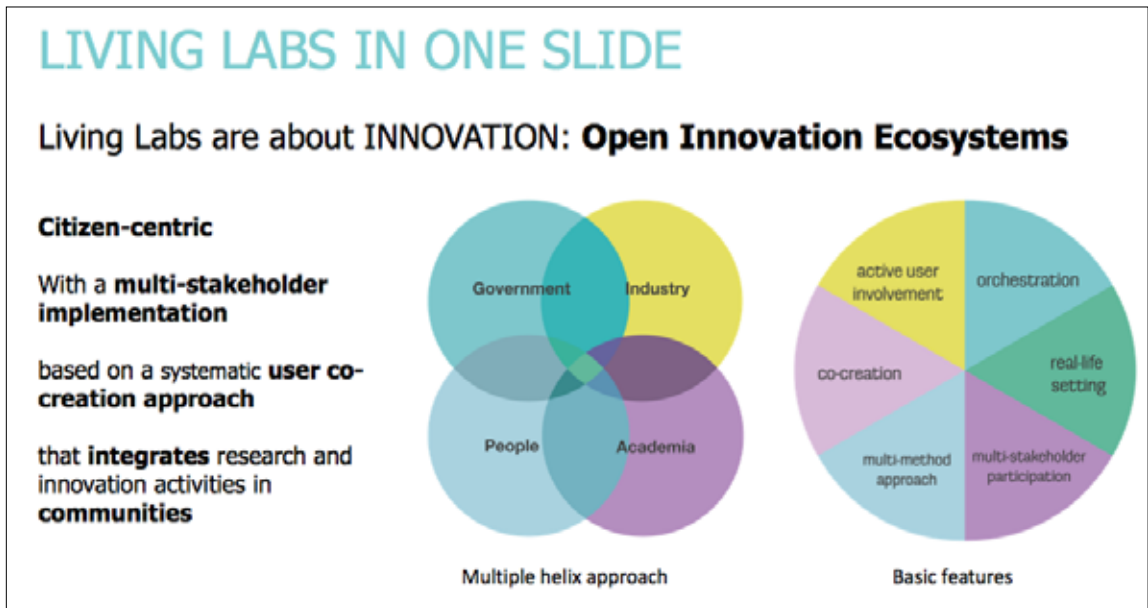 LIVING LABS IN ONE SLIDE
Living Labs are about INNOVATION: Open Innovation Ecosystems
Citizen-centric
With a multi-stakeholder
implementation
based on a systematic user co-
creation approach
that integrates research and
innovation activities in
communities
Government
Industry
People
Academia
Multiple helix approach
active user
involvement
orchestration
co-creation
real-life
setting
multi-method
approach
multi-stakeholder
participation
Basic features